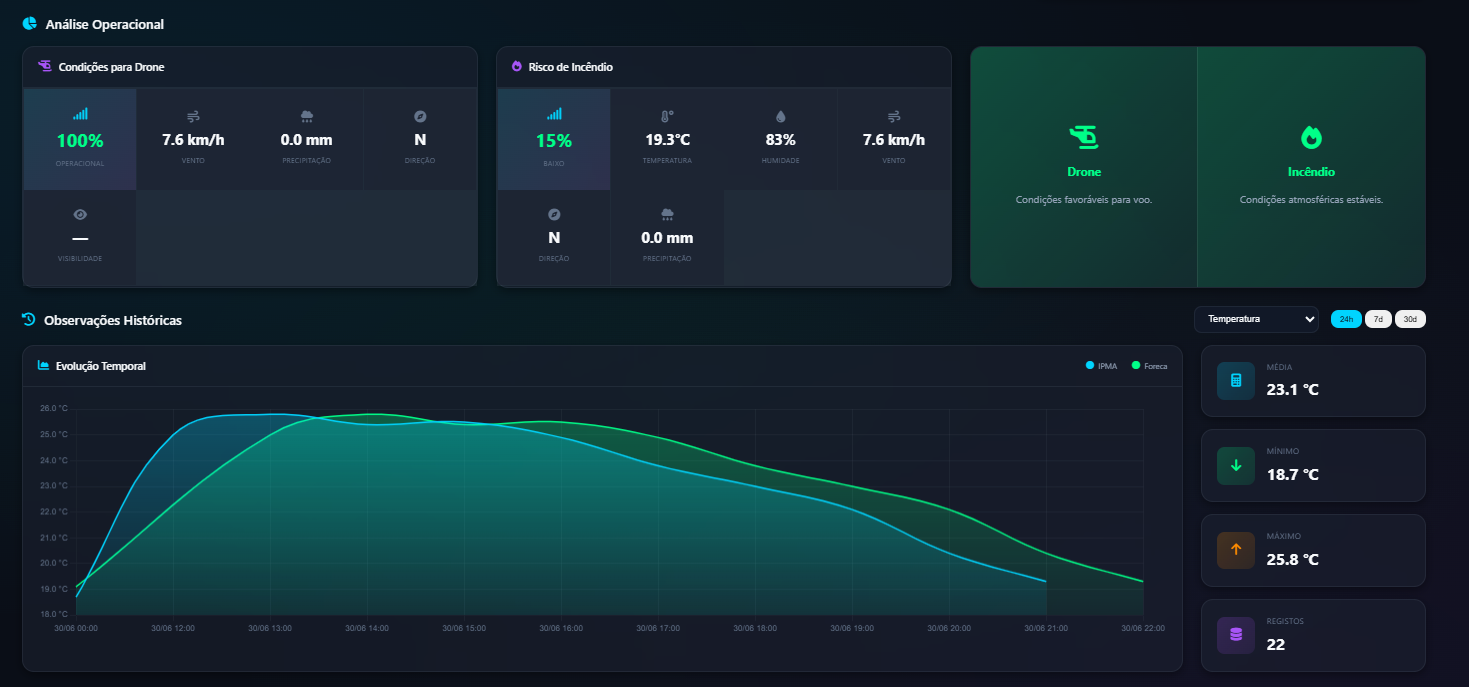 Análise Operacional
Condições para Drone
100%
OPERACIONAL
7.6 km/h
VENTO
0.0 mm
PRECIPITAÇÃO
N
DIREÇÃO
—
VISIBILIDADE
Risco de Incêndio
15%
BAIXO
19.3°C
TEMPERATURA
83%
HUMIDADE
7.6 km/h
VENTO
N
DIREÇÃO
0.0 mm
PRECIPITAÇÃO
Drone
Condições favoráveis para voo.
Incêndio
Condições atmosféricas estáveis.
Observações Históricas
Temperatura
24h 7d 30d
Evolução Temporal
IPMA Foreca
26.0 °C
25.0 °C
24.0 °C
23.0 °C
22.0 °C
21.0 °C
20.0 °C
19.0 °C
18.0 °C
30/06 00:00 30/06 12:00 30/06 13:00 30/06 14:00 30/06 15:00 30/06 16:00 30/06 17:00 30/06 18:00 30/06 19:00 30/06 20:00 30/06 21:00 30/06 22:00
MÉDIA
23.1 °C
MÍNIMO
18.7 °C
MÁXIMO
25.8 °C
REGISTOS
22